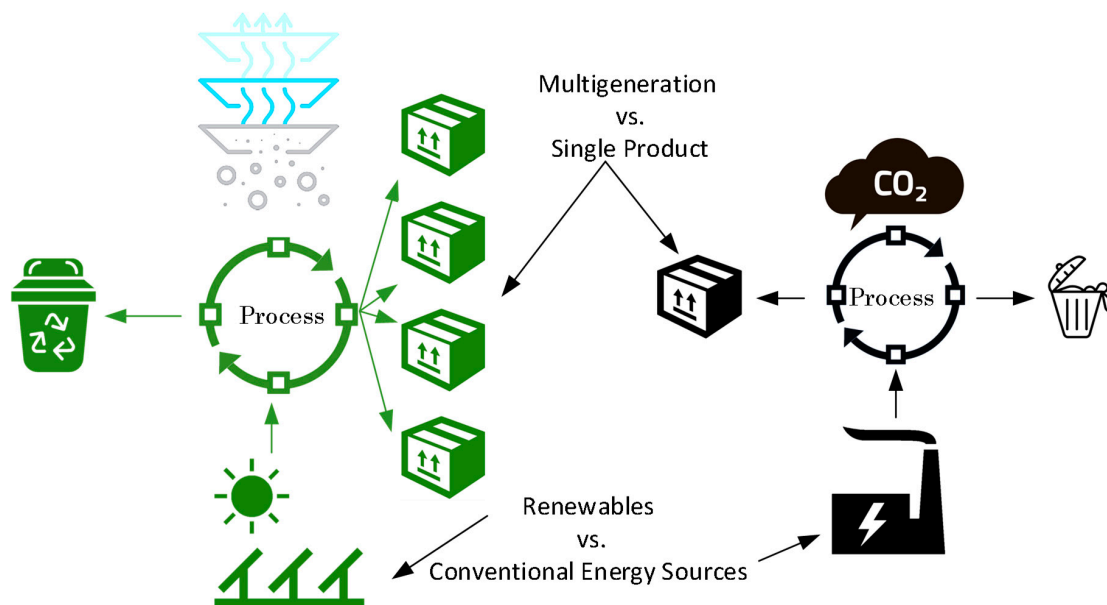 Multigeneration
vs.
Single Product
CO₂
Process
Process
Renewables
vs.
Conventional Energy Sources